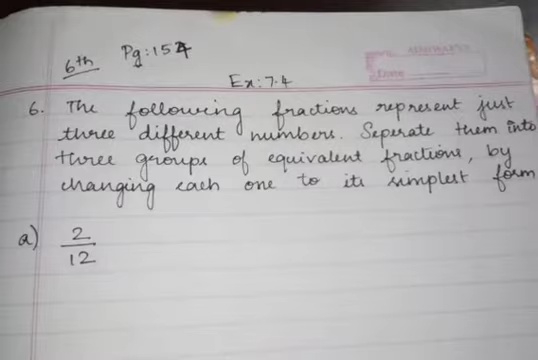 6th Pg:154
Ex: 7.4
6. The following fractions represent just
three different numbers. Seperate them into
three groups of equivalent fractions, by
changing each one to its simplest form
a) 2/12
Date